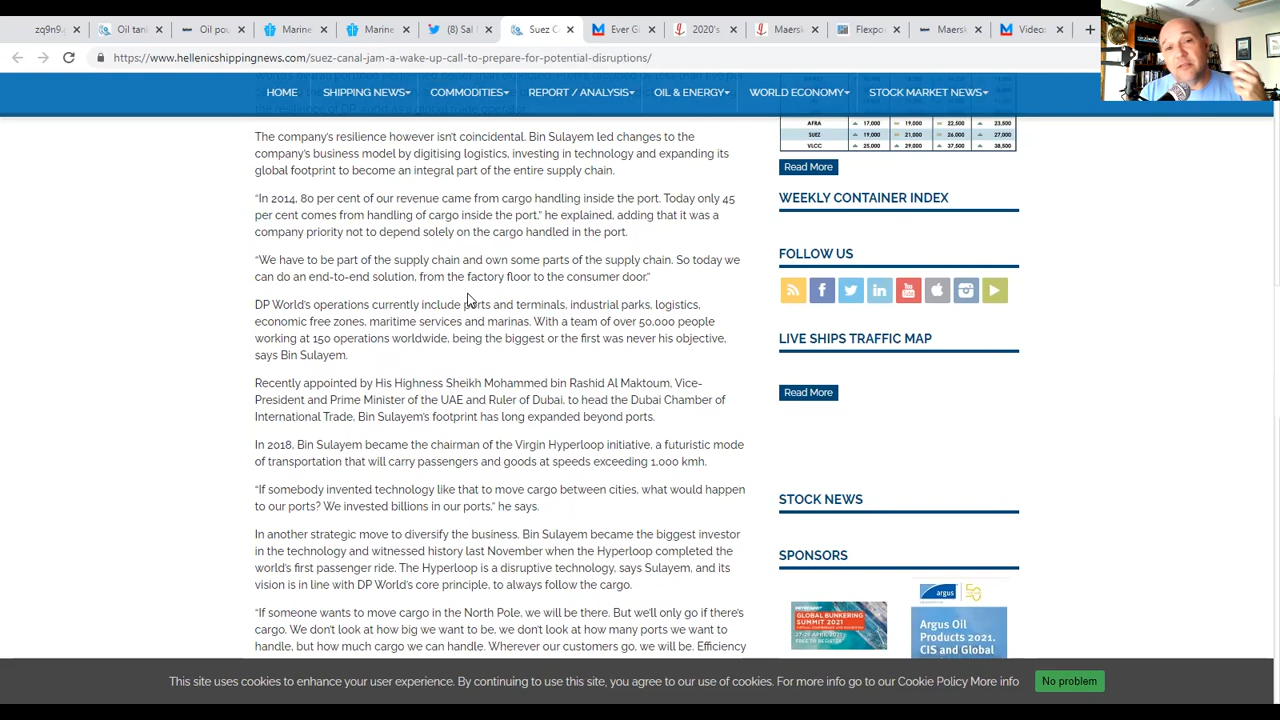 zq9n9.
Oil tan
Oil pou
Marine
Marine
(8) Sal
Suez C
Ever Gi
2020's
Maersk
Flexpo
Maersk
Video:
https://www.hellenicshippingnews.com/suez-canal-jam-a-wake-up-call-to-prepare-for-potential-disruptions/
HOME SHIPPING NEWS COMMODITIES REPORT / ANALYSIS OIL & ENERGY WORLD ECONOMY STOCK MARKET NEWS
The company's resilience however isn't coincidental. Bin Sulayem led changes to the
company's business model by digitising logistics, investing in technology and expanding its
global footprint to become an integral part of the entire supply chain.
“In 2014, 80 per cent of our revenue came from cargo handling inside the port. Today only 45
per cent comes from handling of cargo inside the port,” he explained, adding that it was a
company priority not to depend solely on the cargo handled in the port.
“We have to be part of the supply chain and own some parts of the supply chain. So today we
can do an end-to-end solution, from the factory floor to the consumer door.”
DP World's operations currently include ports and terminals, industrial parks, logistics,
economic free zones, maritime services and marinas. With a team of over 50,000 people
working at 150 operations worldwide, being the biggest or the first was never his objective,
says Bin Sulayem.
Recently appointed by His Highness Sheikh Mohammed bin Rashid Al Maktoum, Vice-
President and Prime Minister of the UAE and Ruler of Dubai, to head the Dubai Chamber of
International Trade, Bin Sulayem's footprint has long expanded beyond ports.
In 2018, Bin Sulayem became the chairman of the Virgin Hyperloop initiative, a futuristic mode
of transportation that will carry passengers and goods at speeds exceeding 1,000 kmh.
“If somebody invented technology like that to move cargo between cities, what would happen
to our ports? We invested billions in our ports,” he says.
In another strategic move to diversify the business, Bin Sulayem became the biggest investor
in the technology and witnessed history last November when the Hyperloop completed the
world's first passenger ride. The Hyperloop is a disruptive technology, says Sulayem, and its
vision is in line with DP World's core principle, to always follow the cargo.
“If someone wants to move cargo in the North Pole, we will be there. But we'll only go if there's
cargo. We don't look at how big we want to be, we don't look at how many ports we want to
handle, but how much cargo we can handle. Wherever our customers go, we will be. Efficiency
AFRA 17,000 19,000 22,500 23,500
SUEZ 19,000 21,000 26,000 27,000
VLCC 25,000 29,000 37,500 38,500
Read More
WEEKLY CONTAINER INDEX
FOLLOW US
LIVE SHIPS TRAFFIC MAP
Read More
STOCK NEWS
SPONSORS
GLOBAL BUNKERING
SUMMIT 2021
27-29 APRIL 2021
FREE TO REGISTER
argus
Argus Oil
Products 2021.
CIS and Global
This site uses cookies to enhance your user experience. By continuing to use this site, you agree to our use of cookies. For more info go to our Cookie Policy More info
No problem